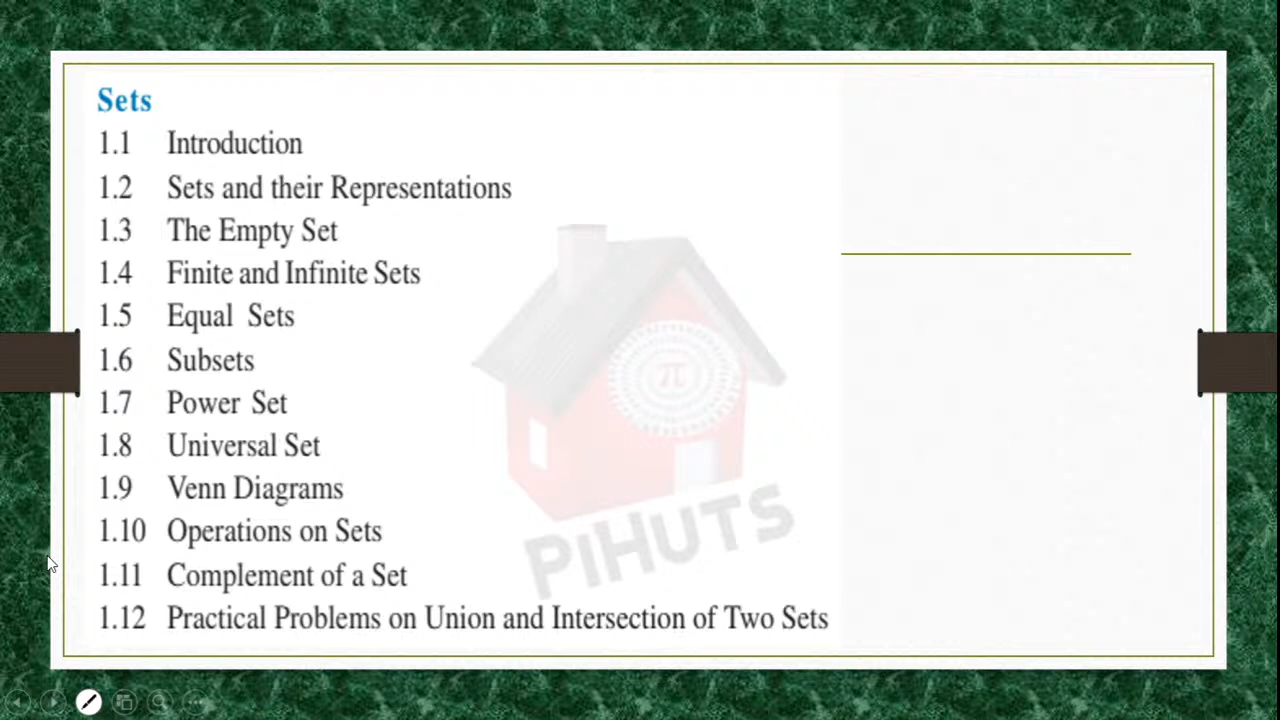 Sets
1.1 Introduction
1.2 Sets and their Representations
1.3 The Empty Set
1.4 Finite and Infinite Sets
1.5 Equal Sets
1.6 Subsets
1.7 Power Set
1.8 Universal Set
1.9 Venn Diagrams
1.10 Operations on Sets
1.11 Complement of a Set
1.12 Practical Problems on Union and Intersection of Two Sets
π
PiHUTS